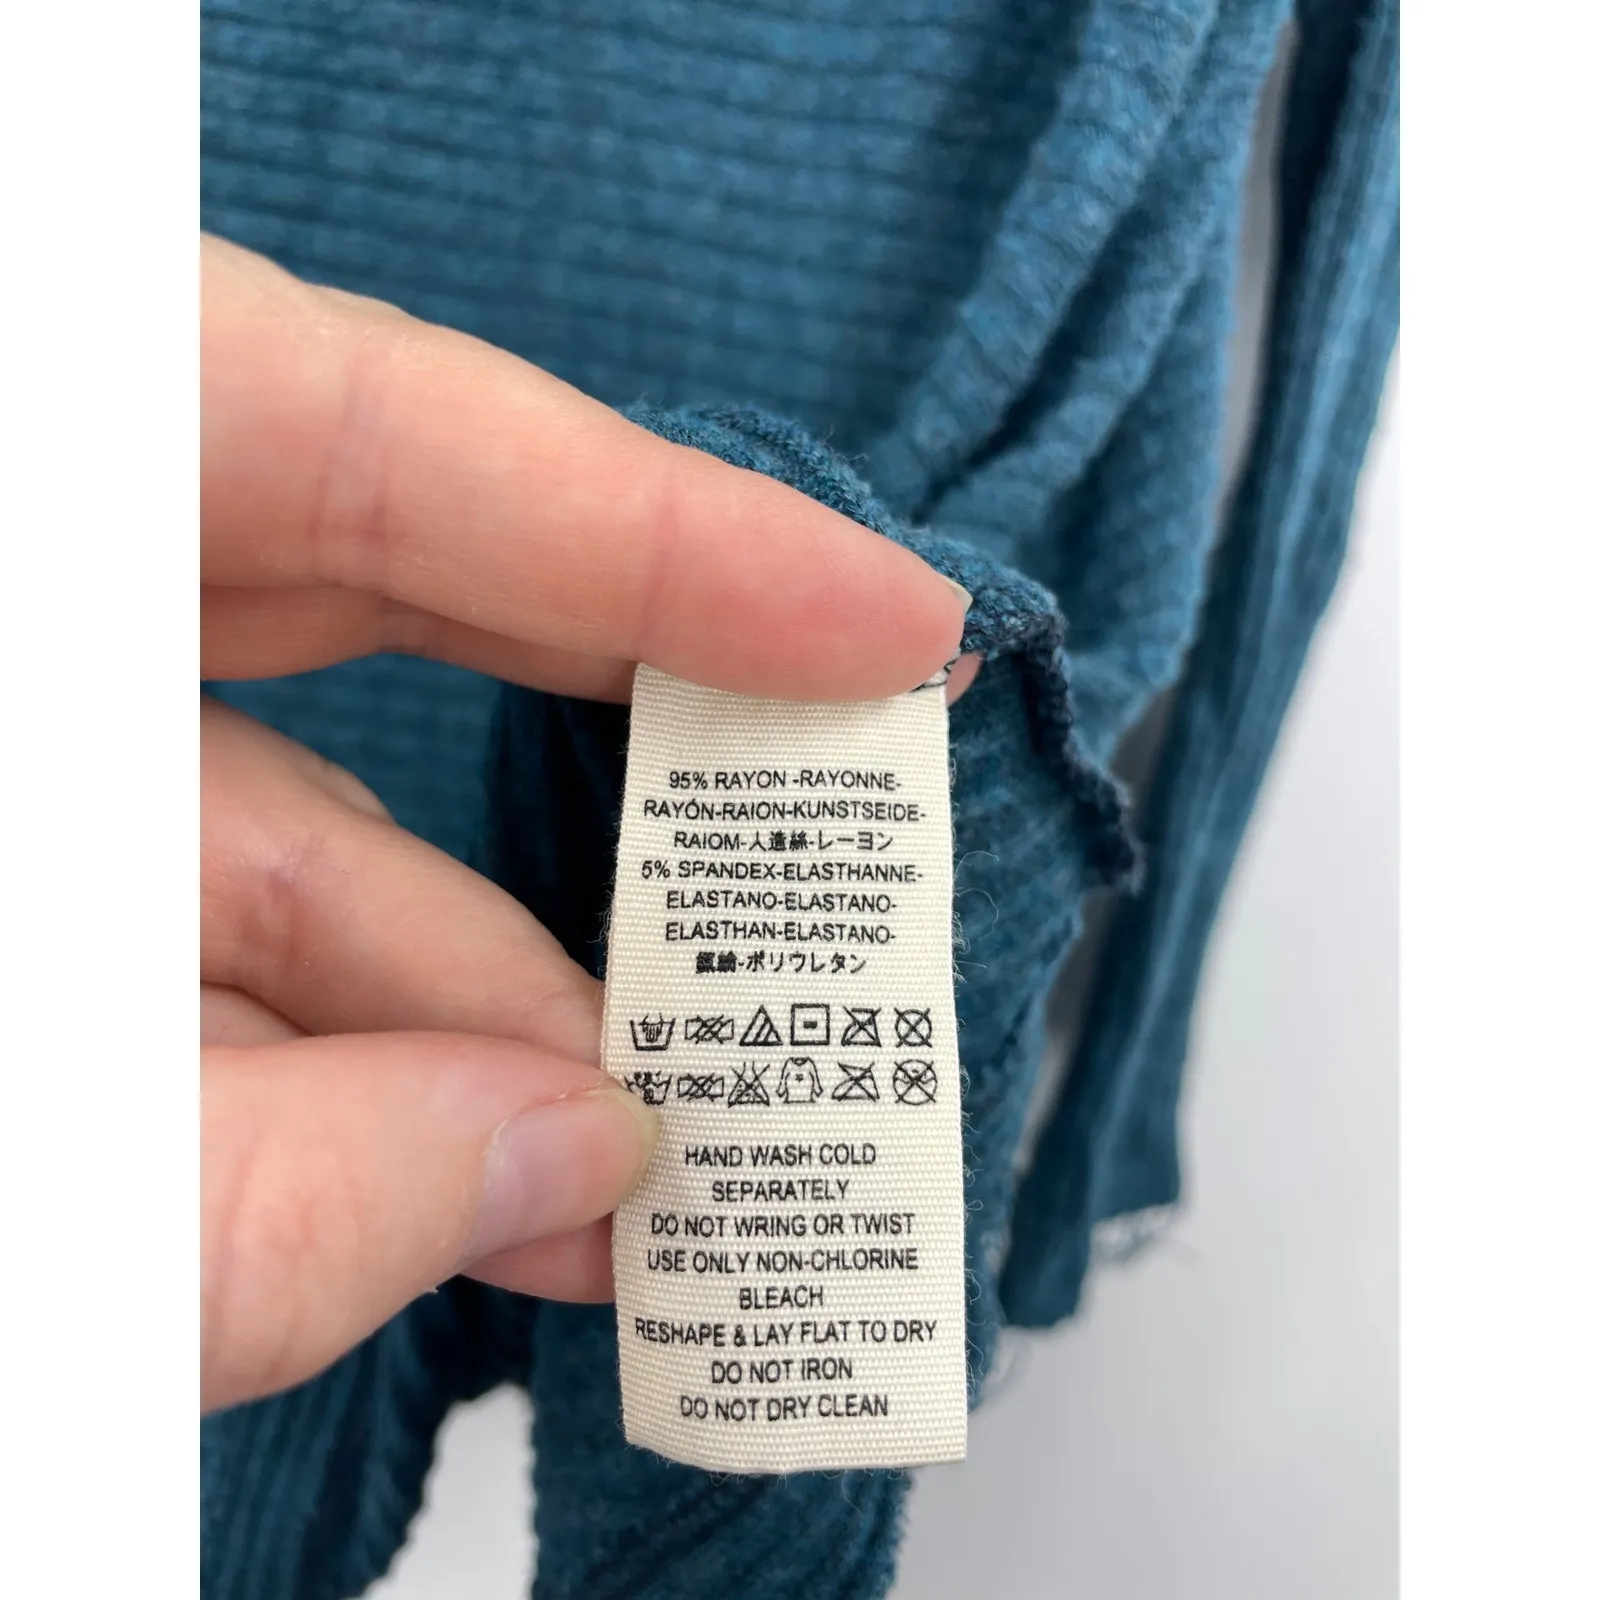 95% RAYON -RAYONNE-
RAYÓN-RAION-KUNSTSEIDE-
RAIOM-人造絲-レーヨン
5% SPANDEX-ELASTHANNE-
ELASTANO-ELASTANO-
ELASTHAN-ELASTANO-
ポリウレタン
HAND WASH COLD
SEPARATELY
DO NOT WRING OR TWIST
USE ONLY NON-CHLORINE
BLEACH
RESHAPE & LAY FLAT TO DRY
DO NOT IRON
DO NOT DRY CLEAN